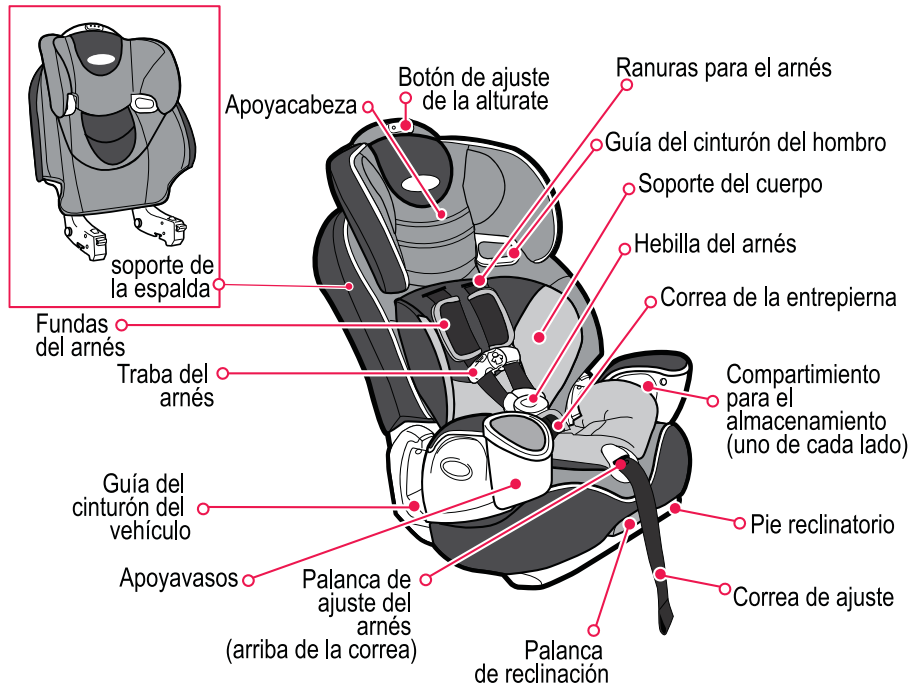 Ranuras para el arnés
Botón de ajuste
de la alturate
Apoyacabeza
Guía del cinturón del hombro
Soporte del cuerpo
Hebilla del arnés
soporte de
la espalda
Correa de la entrepierna
Fundas
del arnés
Traba del
arnés
Compartimiento
para el
almacenamiento
(uno de cada lado)
Guía del
cinturón del
vehículo
Pie reclinatorio
Apoyavasos
Palanca de
ajuste del
arnés
(arriba de la correa)
Correa de ajuste
Palanca
de reclinación